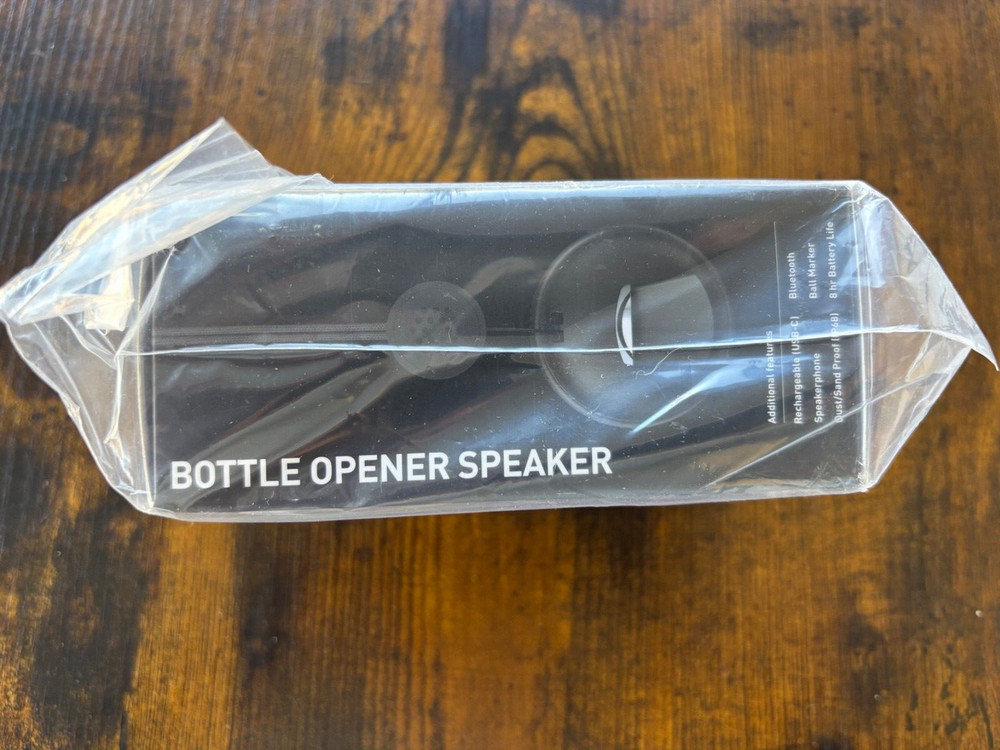 BOTTLE OPENER SPEAKER
Additional features
Rechargeable (USB-C) Bluetooth
Speakerphone Ball Marker
Dust/Sand Proof (IP68) 8 hr Battery Life